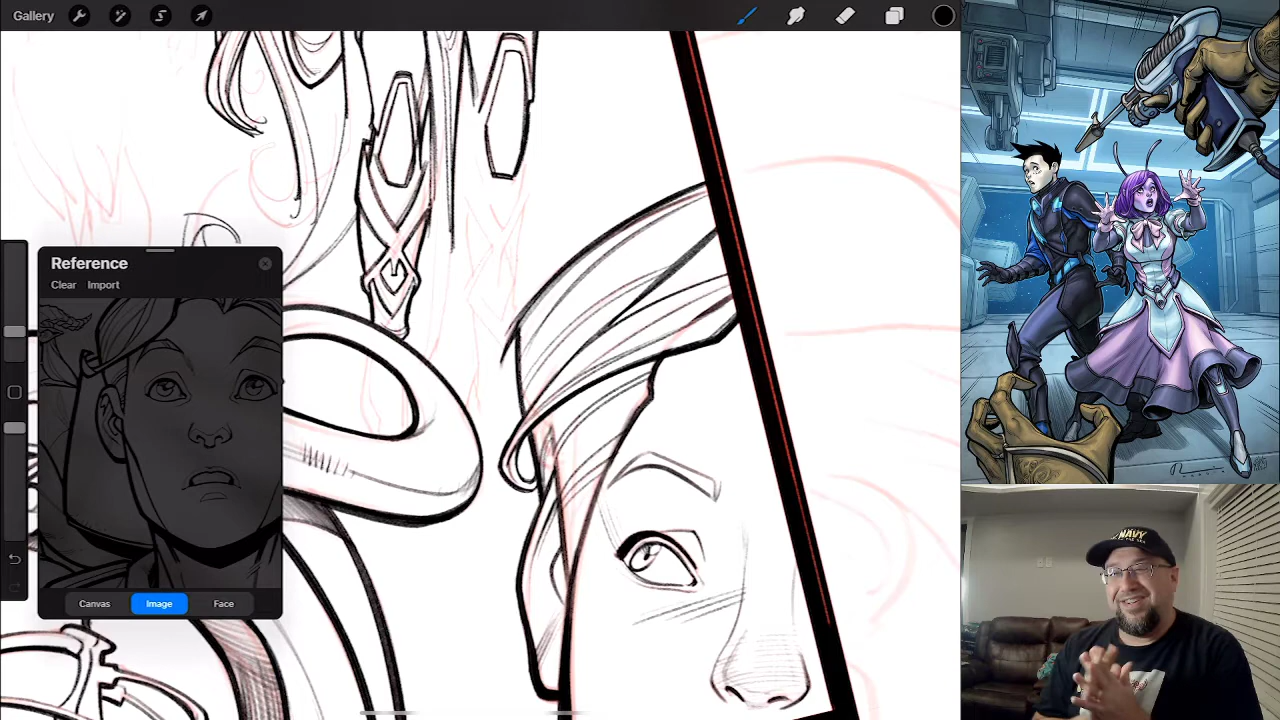 Gallery
Reference
Clear Import
Canvas Image Face
NAVY